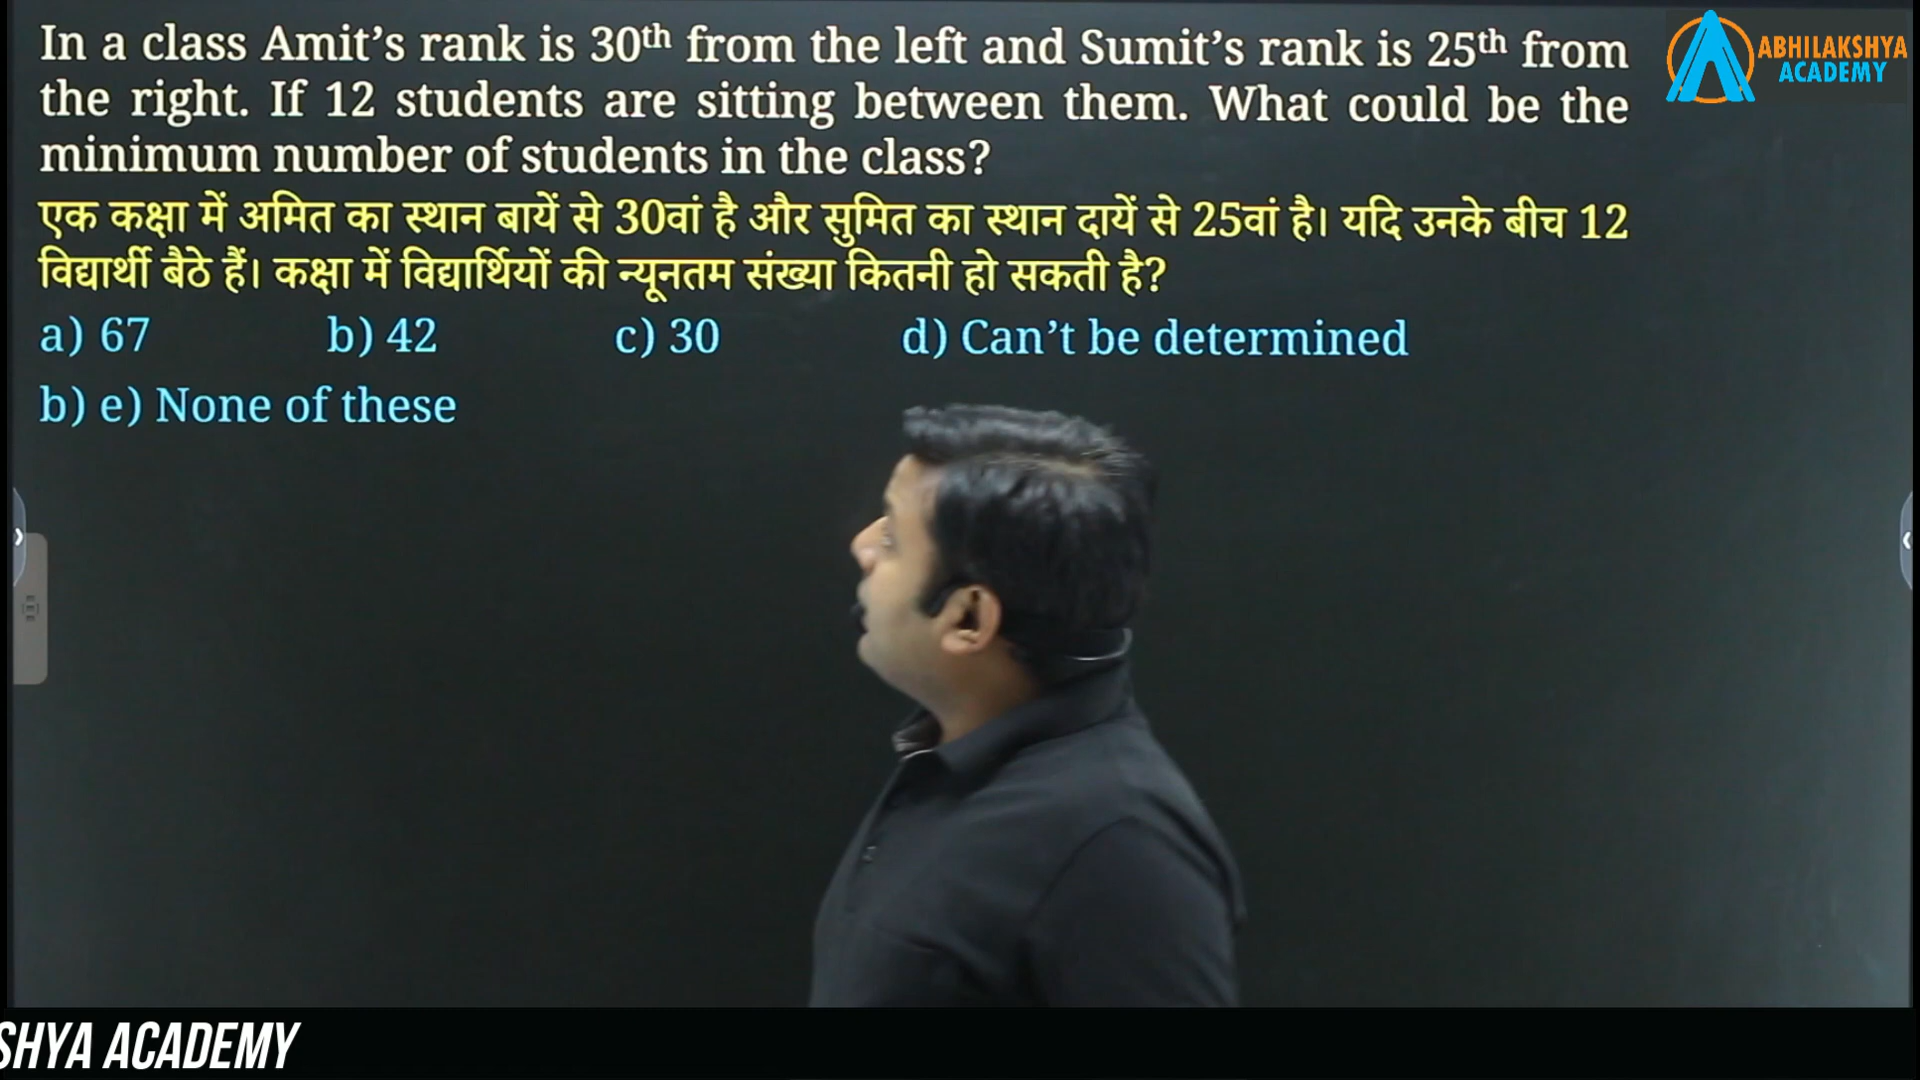 In a class Amit’s rank is 30th from the left and Sumit’s rank is 25th from
the right. If 12 students are sitting between them. What could be the
minimum number of students in the class?
एक कक्षा में अमित का स्थान बायें से 30वां है और सुमित का स्थान दायें से 25वां है। यदि उनके बीच 12
विद्यार्थी बैठे हैं। कक्षा में विद्यार्थियों की न्यूनतम संख्या कितनी हो सकती है?
a) 67 b) 42 c) 30 d) Can’t be determined
b) e) None of these
ABHILAKSHYA
ACADEMY
SHYA ACADEMY